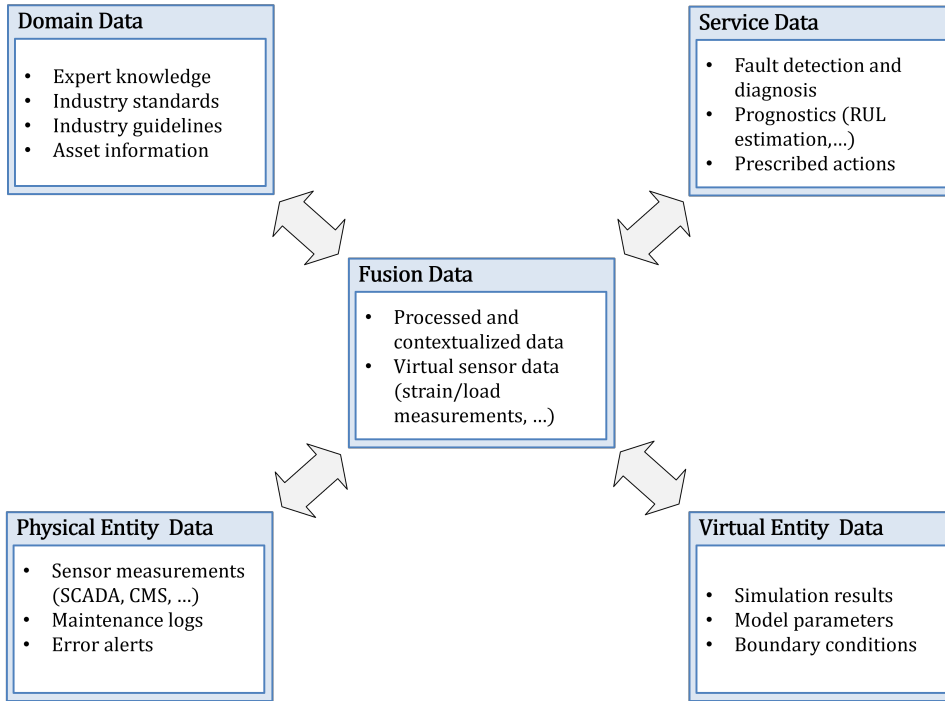 Domain Data
• Expert knowledge
• Industry standards
• Industry guidelines
• Asset information
Service Data
• Fault detection and
diagnosis
• Prognostics (RUL
estimation,…)
• Prescribed actions
Fusion Data
• Processed and
contextualized data
• Virtual sensor data
(strain/load
measurements, …)
Physical Entity  Data
• Sensor measurements
(SCADA, CMS, …)
• Maintenance logs
• Error alerts
Virtual Entity  Data
• Simulation results
• Model parameters
• Boundary conditions